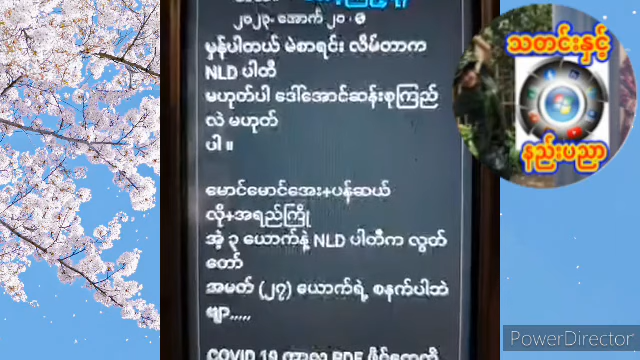 ၂၀၂၃ အောက် ၂၀ ·
မှန်ပါတယ် မဲစာရင်း လိမ်တာက
NLD ပါတီ
မဟုတ်ပါ ဒေါ်အောင်ဆန်းစုကြည်
လဲ မဟုတ်
ပါ ။
မောင်မောင်အေး+ပန်ဆယ်
လို+အရည်ကြို
အဲ့ ၃ ယောက်နဲ့ NLD ပါတီက လွှတ်
တော်
အမတ် (၂၇) ယောက်ရဲ့ စနက်ပါဘဲ
ဗျာ.....
COVID 19 PDF
သတင်းနှင့်
နည်းပညာ
PowerDirector